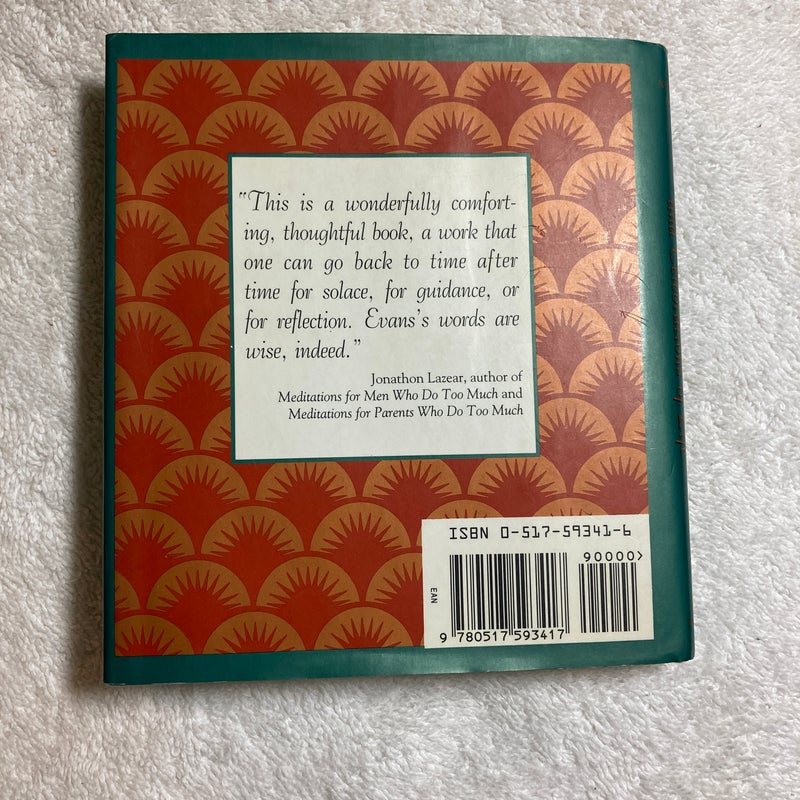 "This is a wonderfully comfort-
ing, thoughtful book, a work that
one can go back to time after
time for solace, for guidance, or
for reflection. Evans's words are
wise, indeed."
Jonathon Lazear, author of
Meditations for Men Who Do Too Much and
Meditations for Parents Who Do Too Much
ISBN 0-517-59341-6
90000>
EAN
9 780517 593417